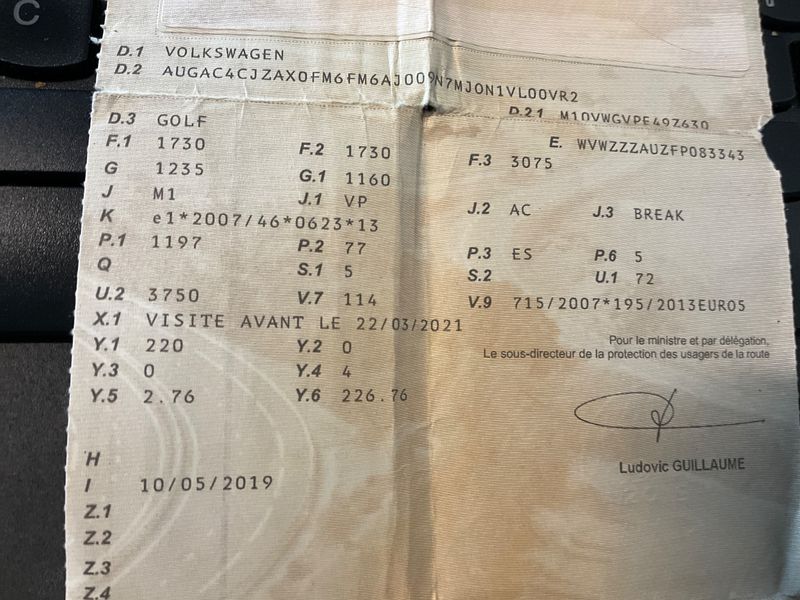 C
D.1 VOLKSWAGEN
D.2 AUGAC4CJZAX0FM6FM6AJ009N7MJON1VL00VR2
D.2.1 M10VWGVPE49Z630
D.3 GOLF
E. WVWZZZAUZFP083343
F.1 1730 F.2 1730 F.3 3075
G 1235 G.1 1160
J M1 J.1 VP J.2 AC J.3 BREAK
K e1*2007/46*0623*13
P.1 1197 P.2 77 P.3 ES P.6 5
Q S.1 5 S.2 U.1 72
U.2 3750 V.7 114 V.9 715/2007*195/2013EURO5
X.1 VISITE AVANT LE 22/03/2021
Y.1 220 Y.2 0
Pour le ministre et par délégation,
Le sous-directeur de la protection des usagers de la route
Y.3 0 Y.4 4
Y.5 2.76 Y.6 226.76
H
Ludovic GUILLAUME
I 10/05/2019
Z.1
Z.2
Z.3
Z.4